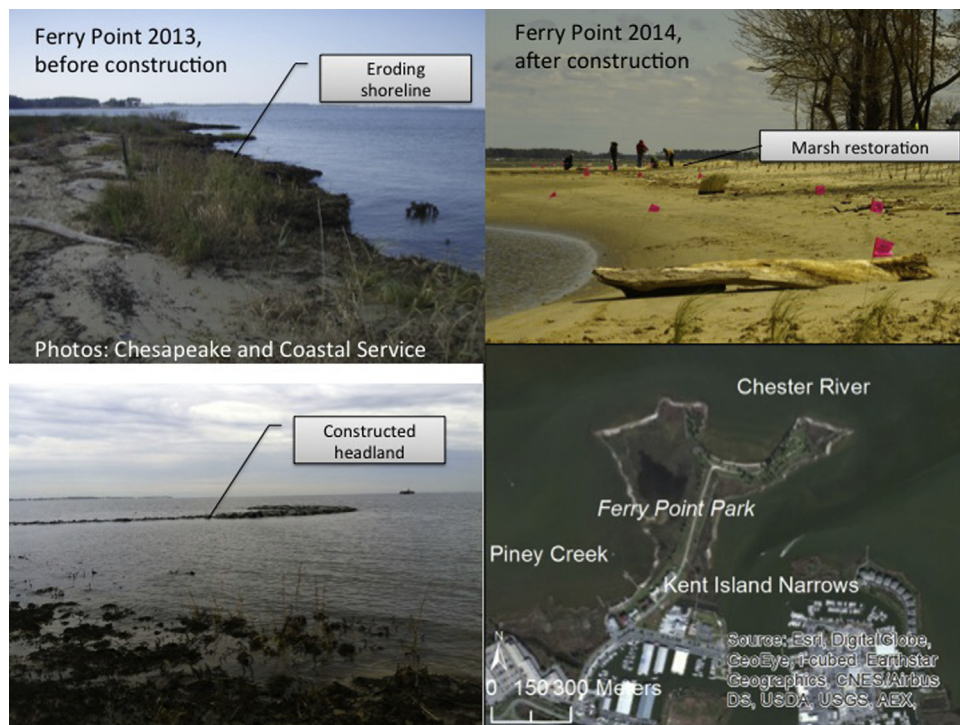 Ferry Point 2013,
before construction
Eroding
shoreline
Photos: Chesapeake and Coastal Service
Ferry Point 2014,
after construction
Marsh restoration
Constructed
headland
Chester River
Ferry Point Park
Piney Creek
Kent Island Narrows
Source: Esri, DigitalGlobe,
GeoEye, i-cubed, Earthstar
Geographics, CNES/Airbus
DS, USDA, USGS, AEX,
N
0 150 300 Meters